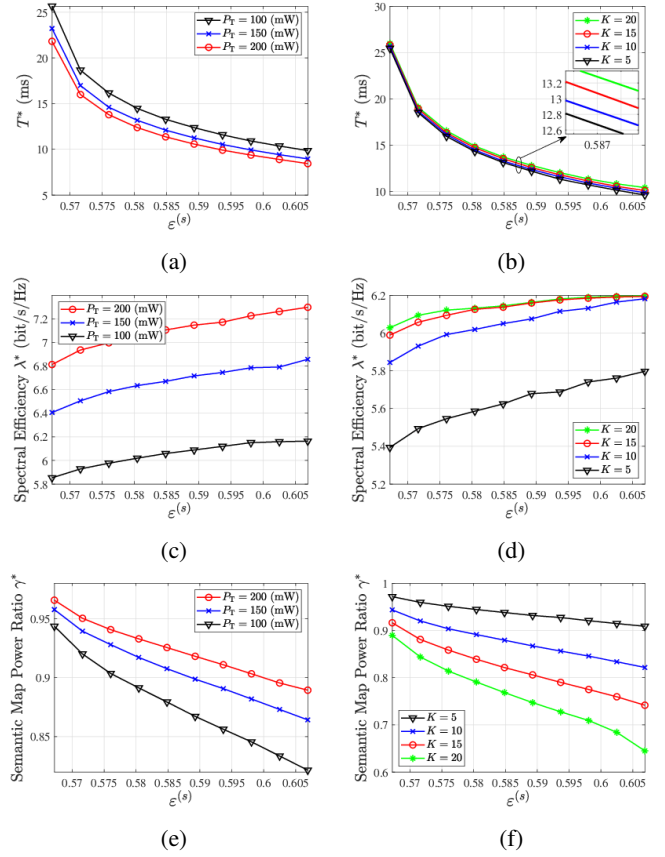 P_T = 100 (mW)
P_T = 150 (mW)
P_T = 200 (mW)
25
20
15
10
5
T* (ms)
0.57 0.575 0.58 0.585 0.59 0.595 0.6 0.605
ε^(s)
(a)
K = 20
K = 15
K = 10
K = 5
30
25
20
15
10
T* (ms)
13.2
13
12.8
12.6
0.587
0.57 0.575 0.58 0.585 0.59 0.595 0.6 0.605
ε^(s)
(b)
P_T = 200 (mW)
P_T = 150 (mW)
P_T = 100 (mW)
7.2
7
6.8
6.6
6.4
6.2
6
5.8
Spectral Efficiency λ* (bit/s/Hz)
0.57 0.575 0.58 0.585 0.59 0.595 0.6 0.605
ε^(s)
(c)
6.2
6
5.8
5.6
5.4
5.2
Spectral Efficiency λ* (bit/s/Hz)
K = 20
K = 15
K = 10
K = 5
0.57 0.575 0.58 0.585 0.59 0.595 0.6 0.605
ε^(s)
(d)
P_T = 200 (mW)
P_T = 150 (mW)
P_T = 100 (mW)
0.95
0.9
0.85
Semantic Map Power Ratio γ*
0.57 0.575 0.58 0.585 0.59 0.595 0.6 0.605
ε^(s)
(e)
1
0.9
0.8
0.7
0.6
Semantic Map Power Ratio γ*
K = 5
K = 10
K = 15
K = 20
0.57 0.575 0.58 0.585 0.59 0.595 0.6 0.605
ε^(s)
(f)